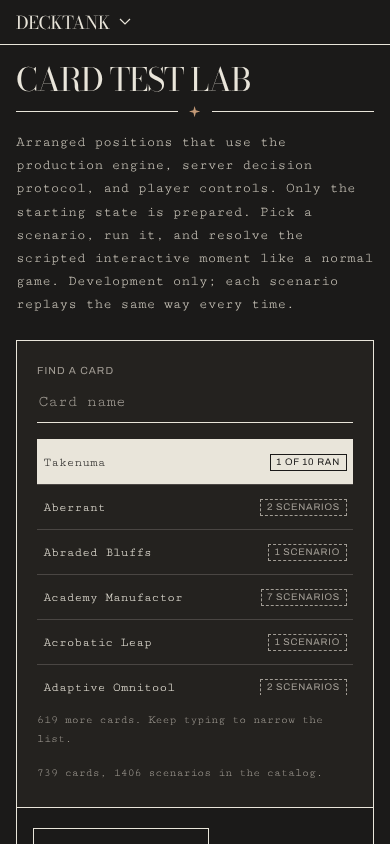 DECKTANK
CARD TEST LAB
Arranged positions that use the
production engine, server decision
protocol, and player controls. Only the
starting state is prepared. Pick a
scenario, run it, and resolve the
scripted interactive moment like a normal
game. Development only; each scenario
replays the same way every time.
FIND A CARD
Card name
Takenuma 1 OF 10 RAN
Aberrant 2 SCENARIOS
Abraded Bluffs 1 SCENARIO
Academy Manufactor 7 SCENARIOS
Acrobatic Leap 1 SCENARIO
Adaptive Omnitool 2 SCENARIOS
619 more cards. Keep typing to narrow the
list.
739 cards, 1406 scenarios in the catalog.